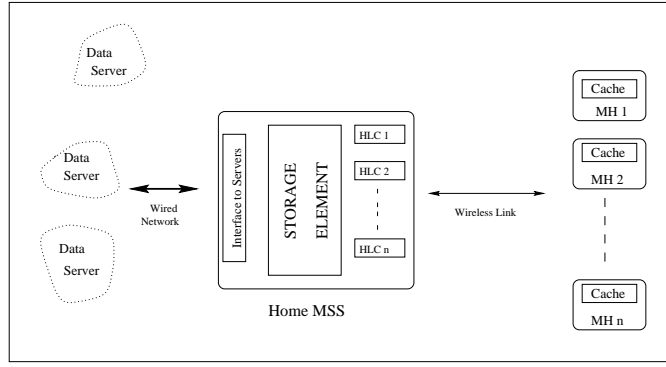 Data
Server
Data
Server
Data
Server
Wired
Network
Interface to Servers
STORAGE
ELEMENT
HLC 1
HLC 2
HLC n
Home MSS
Wireless Link
Cache
MH 1
Cache
MH 2
Cache
MH n